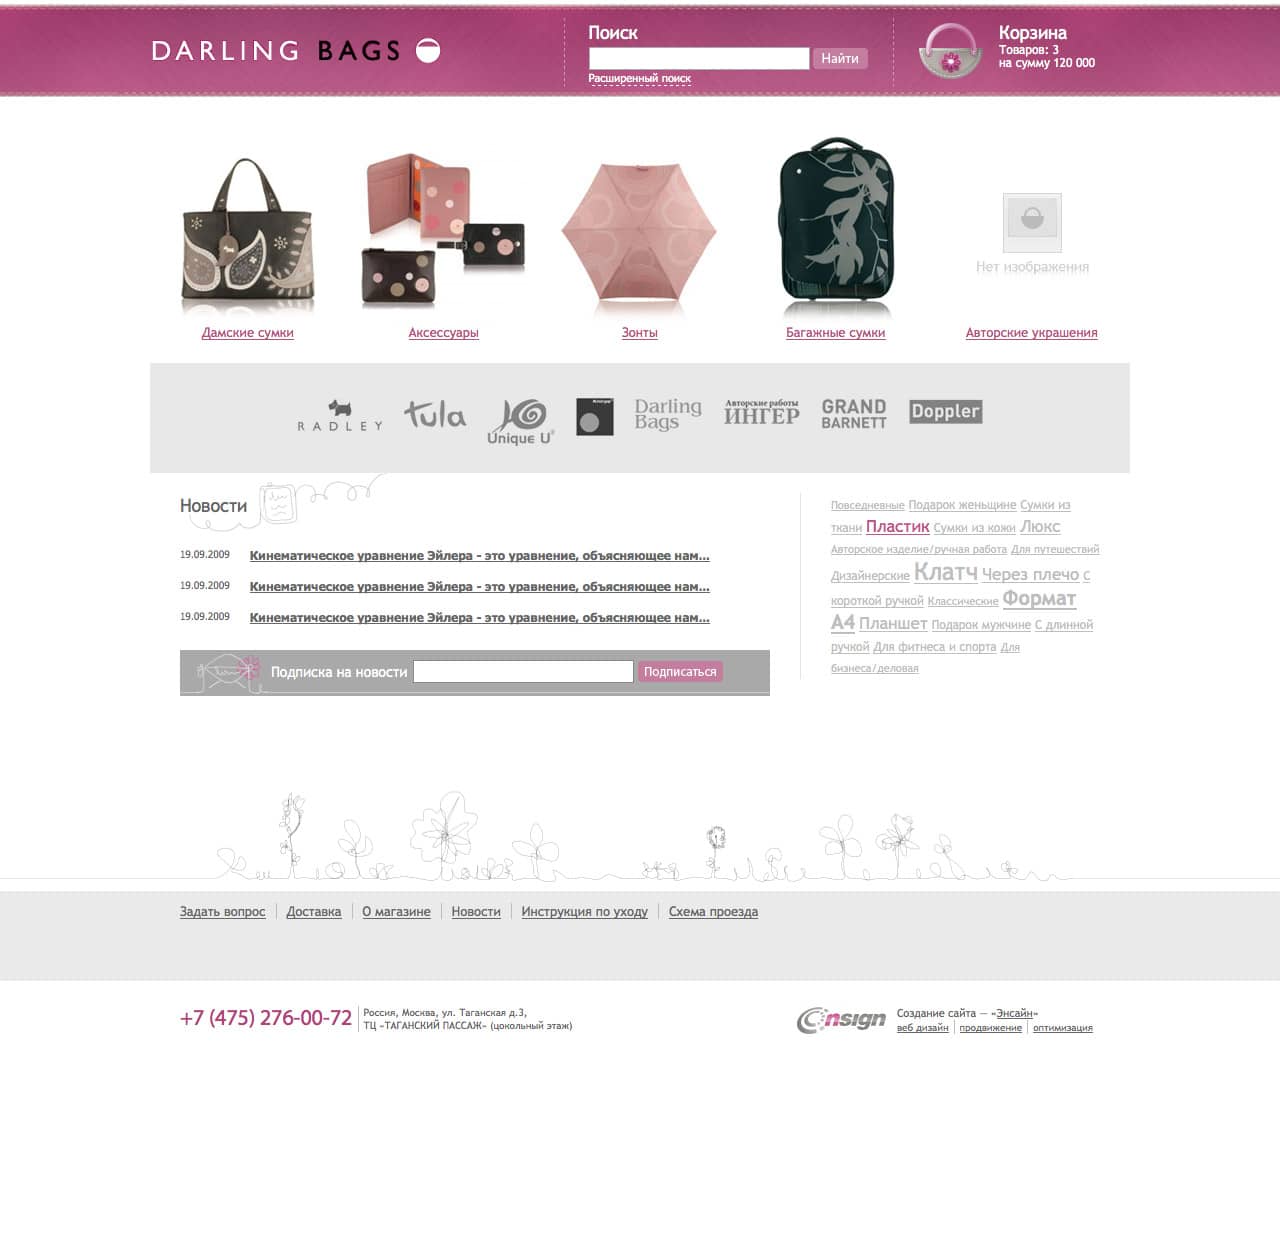 DARLING BAGS
Поиск
Найти
Расширенный поиск
Корзина
Товаров: 3
на сумму 120 000
Нет изображения
Дамские сумки
Аксессуары
Зонты
Багажные сумки
Авторские украшения
RADLEY
tula
Unique U®
Darling
Bags
Авторские работы
ИНГЕР
GRAND
BARNETT
Doppler
Новости
19.09.2009 Кинематическое уравнение Эйлера - это уравнение, объясняющее нам...
19.09.2009 Кинематическое уравнение Эйлера - это уравнение, объясняющее нам...
19.09.2009 Кинематическое уравнение Эйлера - это уравнение, объясняющее нам...
Подписка на новости
Подписаться
Повседневные Подарок женьщине Сумки из
ткани Пластик Сумки из кожи Люкс
Авторское изделие/ручная работа Для путешествий
Дизайнерские Клатч Через плечо С
короткой ручкой Классические Формат
А4 Планшет Подарок мужчине С длинной
ручкой Для фитнеса и спорта Для
бизнеса/деловая
Задать вопрос
Доставка
О магазине
Новости
Инструкция по уходу
Схема проезда
+7 (475) 276-00-72
Россия, Москва, ул. Таганская д.3,
ТЦ «ТАГАНСКИЙ ПАССАЖ» (цокольный этаж)
nsign
Создание сайта — «Энсайн»
веб дизайн
продвижение
оптимизация